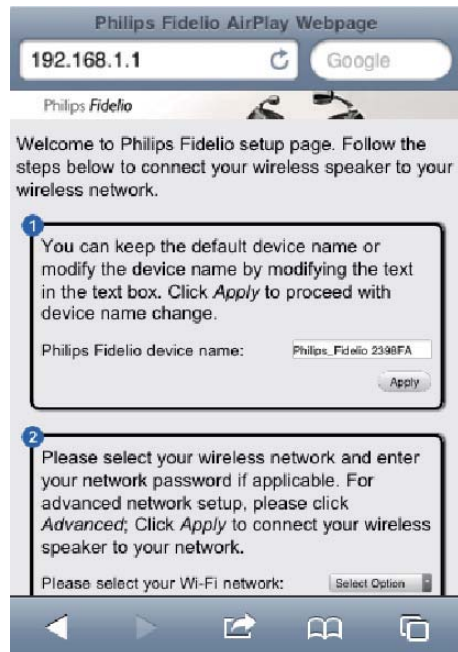 Philips Fidelio AirPlay Webpage
192.168.1.1
Google
Philips Fidelio
Welcome to Philips Fidelio setup page. Follow the
steps below to connect your wireless speaker to your
wireless network.
1
You can keep the default device name or
modify the device name by modifying the text
in the text box. Click Apply to proceed with
device name change.
Philips Fidelio device name: Philips_Fidelio 2398FA
Apply
2
Please select your wireless network and enter
your network password if applicable. For
advanced network setup, please click
Advanced; Click Apply to connect your wireless
speaker to your network.
Please select your Wi-Fi network: Select Option